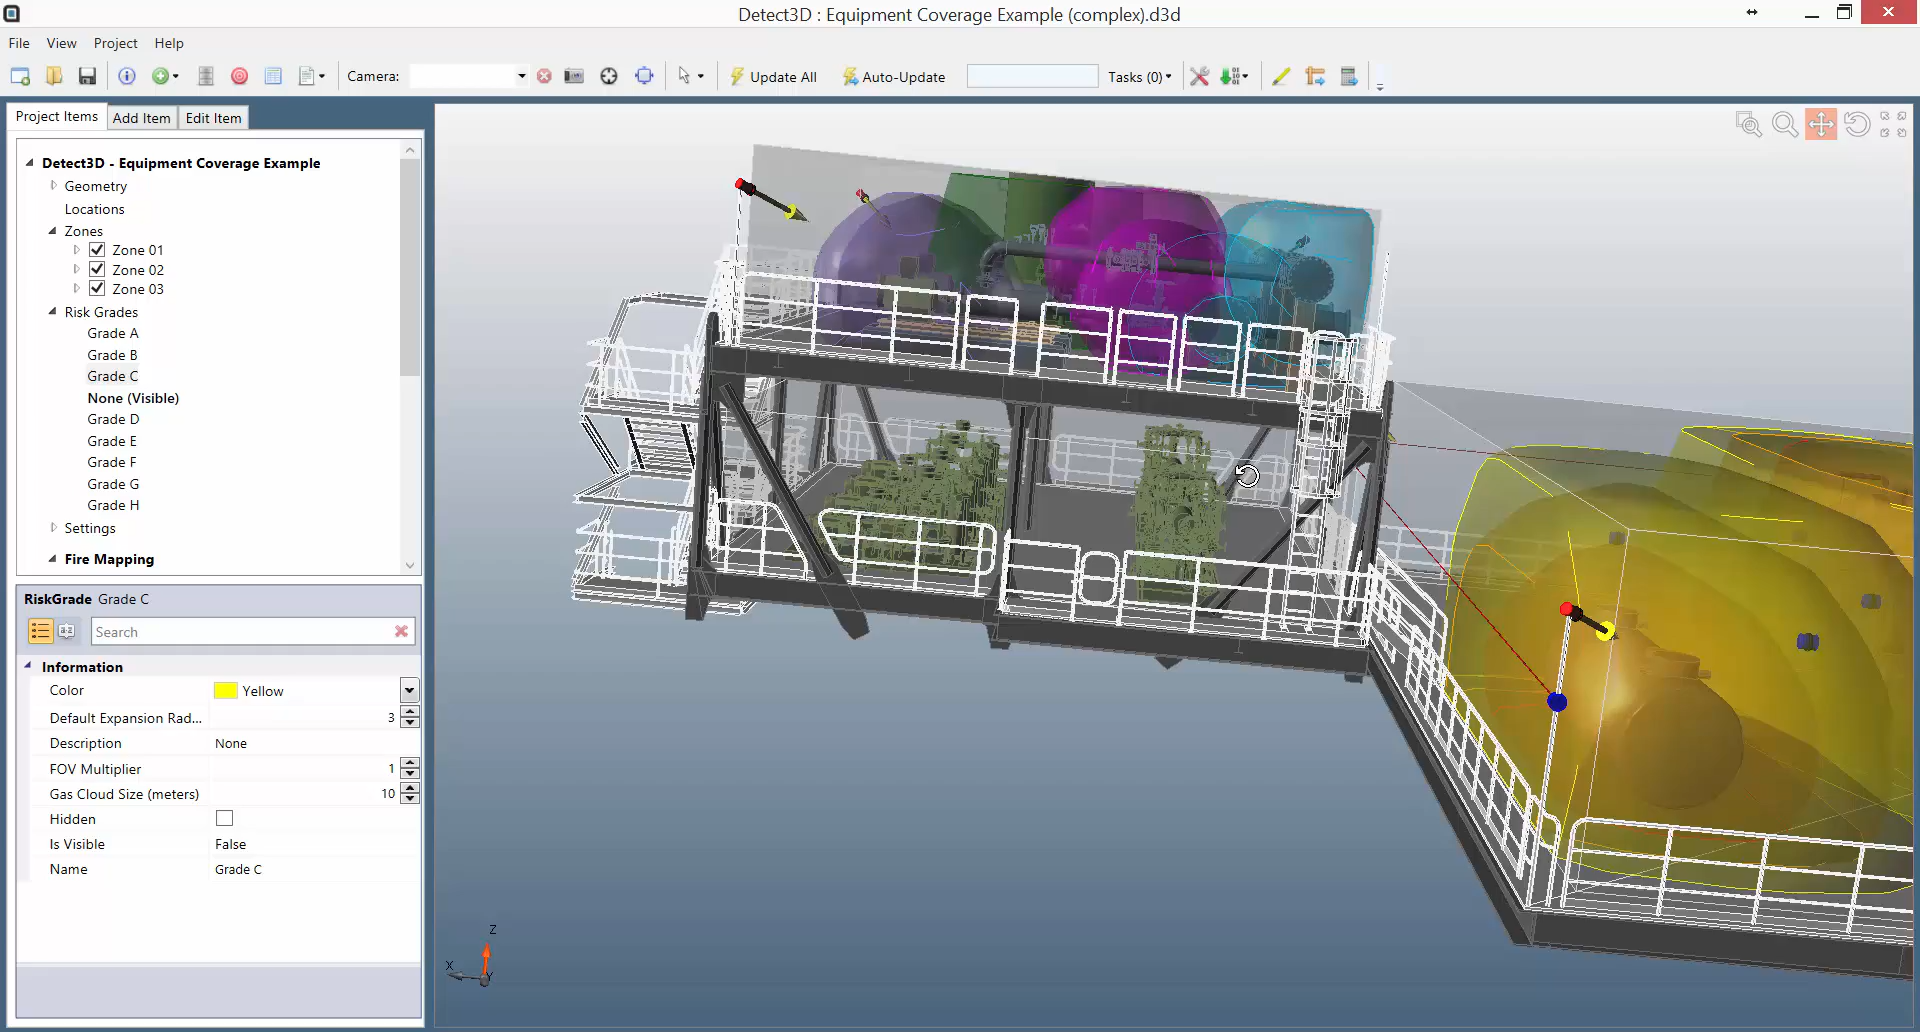 Detect3D : Equipment Coverage Example (complex).d3d
File View Project Help
Camera: Update All Auto-Update Tasks (0)
Project Items Add Item Edit Item
Detect3D - Equipment Coverage Example
Geometry
Locations
Zones
Zone 01
Zone 02
Zone 03
Risk Grades
Grade A
Grade B
Grade C
None (Visible)
Grade D
Grade E
Grade F
Grade G
Grade H
Settings
Fire Mapping
RiskGrade Grade C
Search
Information
Color Yellow
Default Expansion Rad... 3
Description None
FOV Multiplier 1
Gas Cloud Size (meters) 10
Hidden
Is Visible False
Name Grade C
Z
X
Y